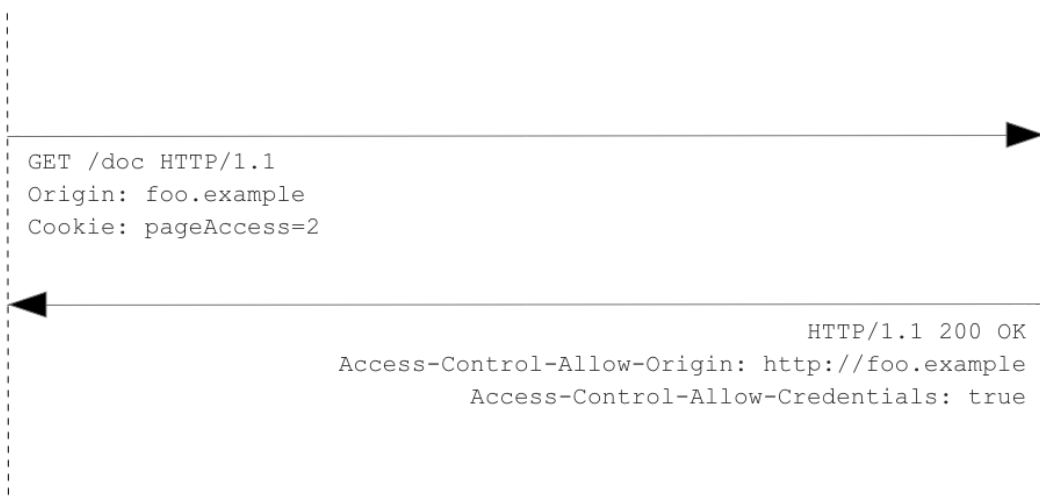 GET /doc HTTP/1.1
Origin: foo.example
Cookie: pageAccess=2
HTTP/1.1 200 OK
Access-Control-Allow-Origin: http://foo.example
Access-Control-Allow-Credentials: true